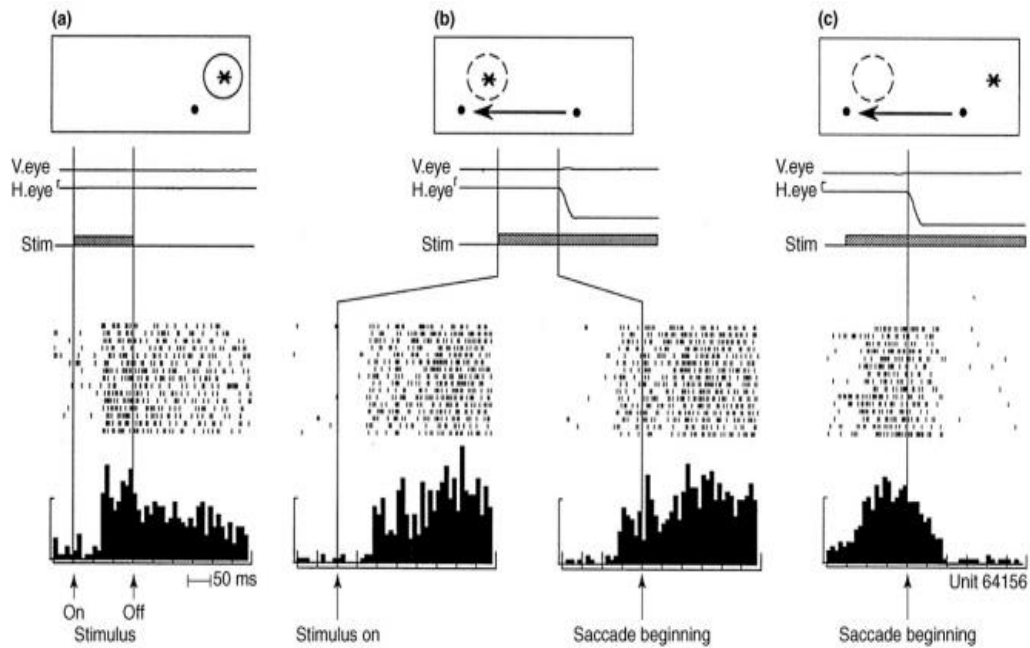 (a)
(b)
(c)
V.eye
H.eye r
Stim
V.eye
H.eye r
Stim
V.eye
H.eye r
Stim
50 ms
On
Off
Stimulus
Stimulus on
Saccade beginning
Unit 64156
Saccade beginning